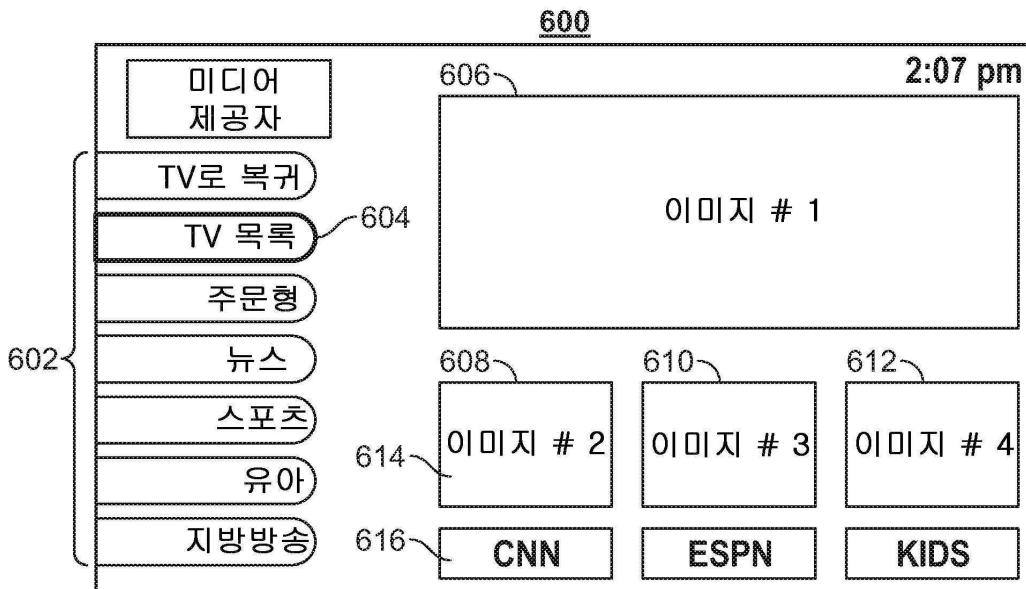 600
2:07 pm
미디어
제공자
606
이미지 # 1
TV로 복귀
TV 목록
604
주문형
뉴스
스포츠
유아
지방방송
602
608
610
612
이미지 # 2
이미지 # 3
이미지 # 4
614
616
CNN
ESPN
KIDS